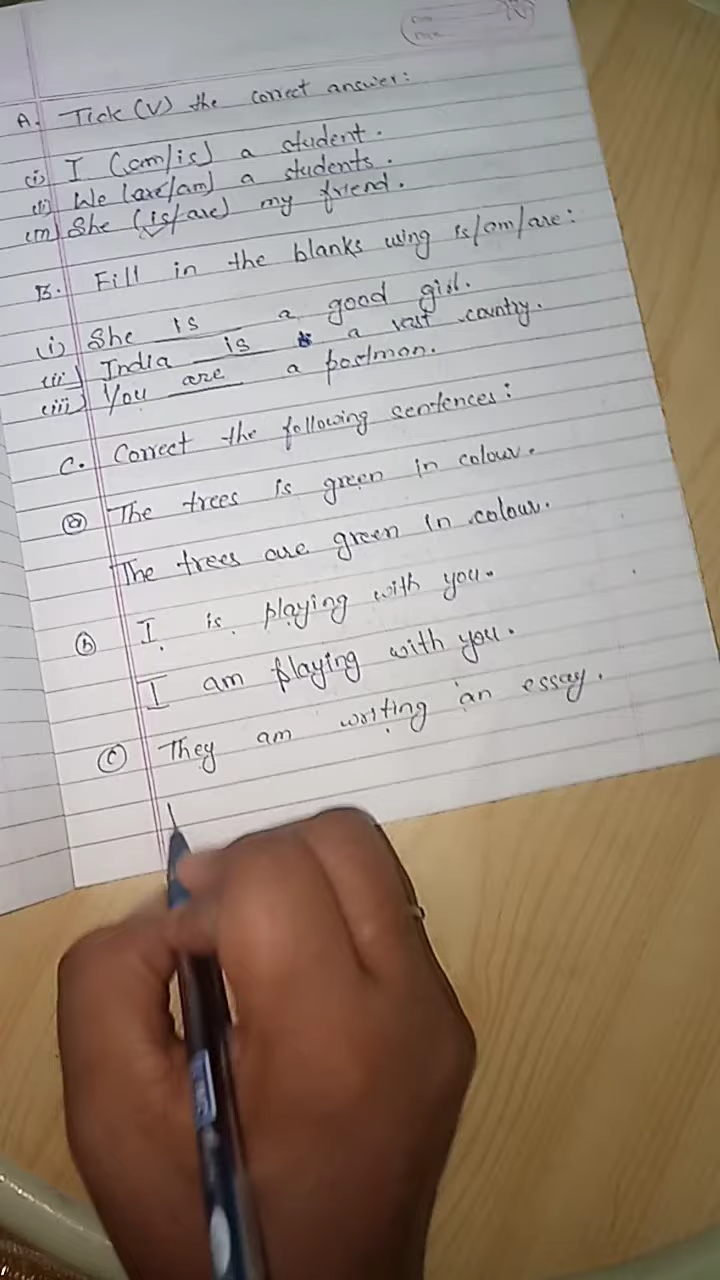 A. Tick (V) the correct answer:
(i) I (am/is) a student.
(ii) We (are/am) a students.
(iii) She (is/are) my friend.
B. Fill in the blanks using is/am/are:
(i) She is a good girl.
(ii) India is a vast country.
(iii) You are a postman.
C. Correct the following sentences:
(a) The trees is green in colour.
The trees are green in colour.
(b) I is playing with you.
I am playing with you.
(c) They am writing an essay.